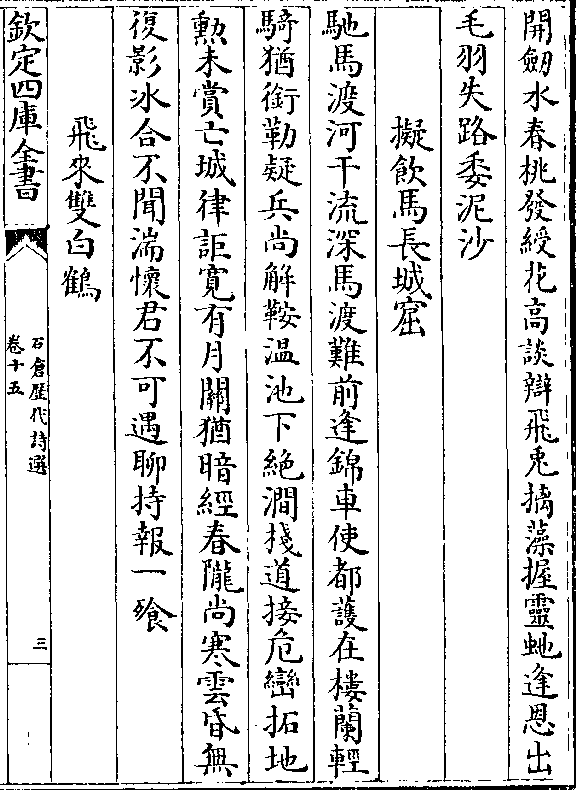 開劒水春桃發綬花高談辯飛兎摛藻握靈虵逢恩出
毛羽失路委泥沙
擬飲馬長城窟
馳馬渡河干流深馬渡難前逢錦車使都護在樓蘭輕
騎猶銜勒疑兵尚解鞍温池下絶澗棧道接危巒拓地
勲未賞亡城律詎寛有月闗猶暗經春隴尚寒雲昏無
復影冰合不聞湍懷君不可遇聊持報一飱
飛來雙白鶴
欽定四庫全書
石倉歴代詩選
卷十五
三